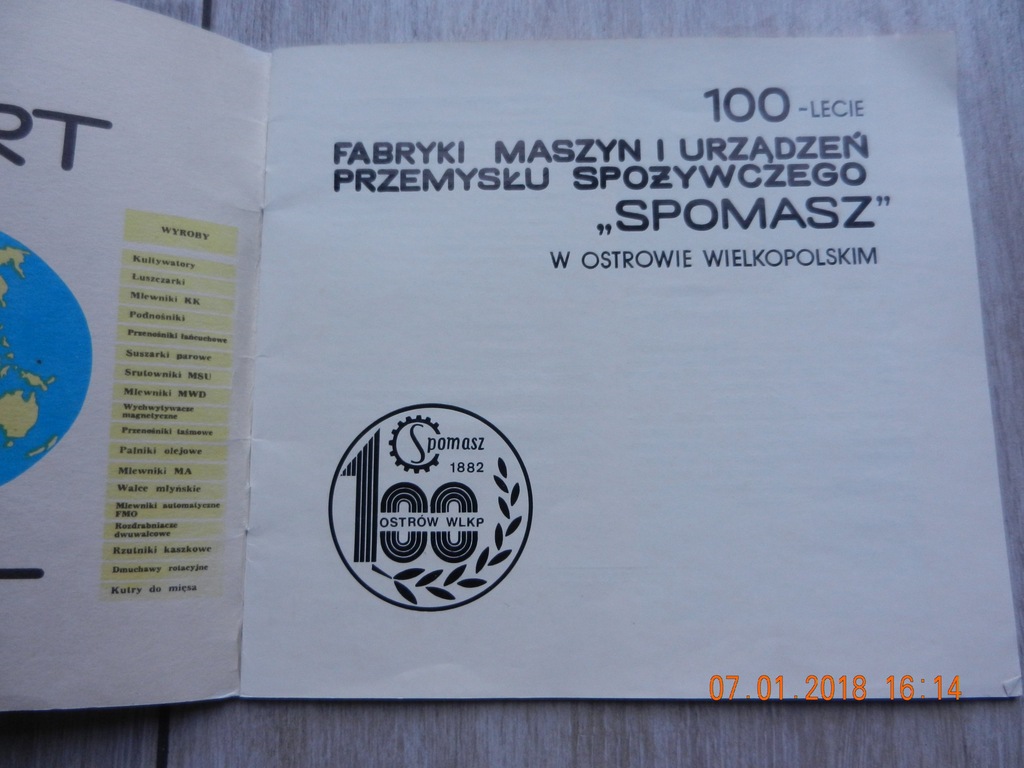 RT
WYROBY
Kultywatory
Łuszczarki
Mlewniki KK
Podnośniki
Przenośniki łańcuchowe
Suszarki parowe
Śrutowniki MSU
Mlewniki MWD
Wychwytywacze
magnetyczne
Przenośniki taśmowe
Palniki olejowe
Mlewniki MA
Walce młyńskie
Mlewniki automatyczne
FMO
Rozdrabniacze
dwuwalcowe
Rzutniki kaszkowe
Dmuchawy rotacyjne
Kutry do mięsa
100-LECIE
FABRYKI MASZYN I URZĄDZEŃ
PRZEMYSŁU SPOŻYWCZEGO
„SPOMASZ”
W OSTROWIE WIELKOPOLSKIM
Spomasz
1882
100
OSTRÓW WLKP
07.01.2018 16:14